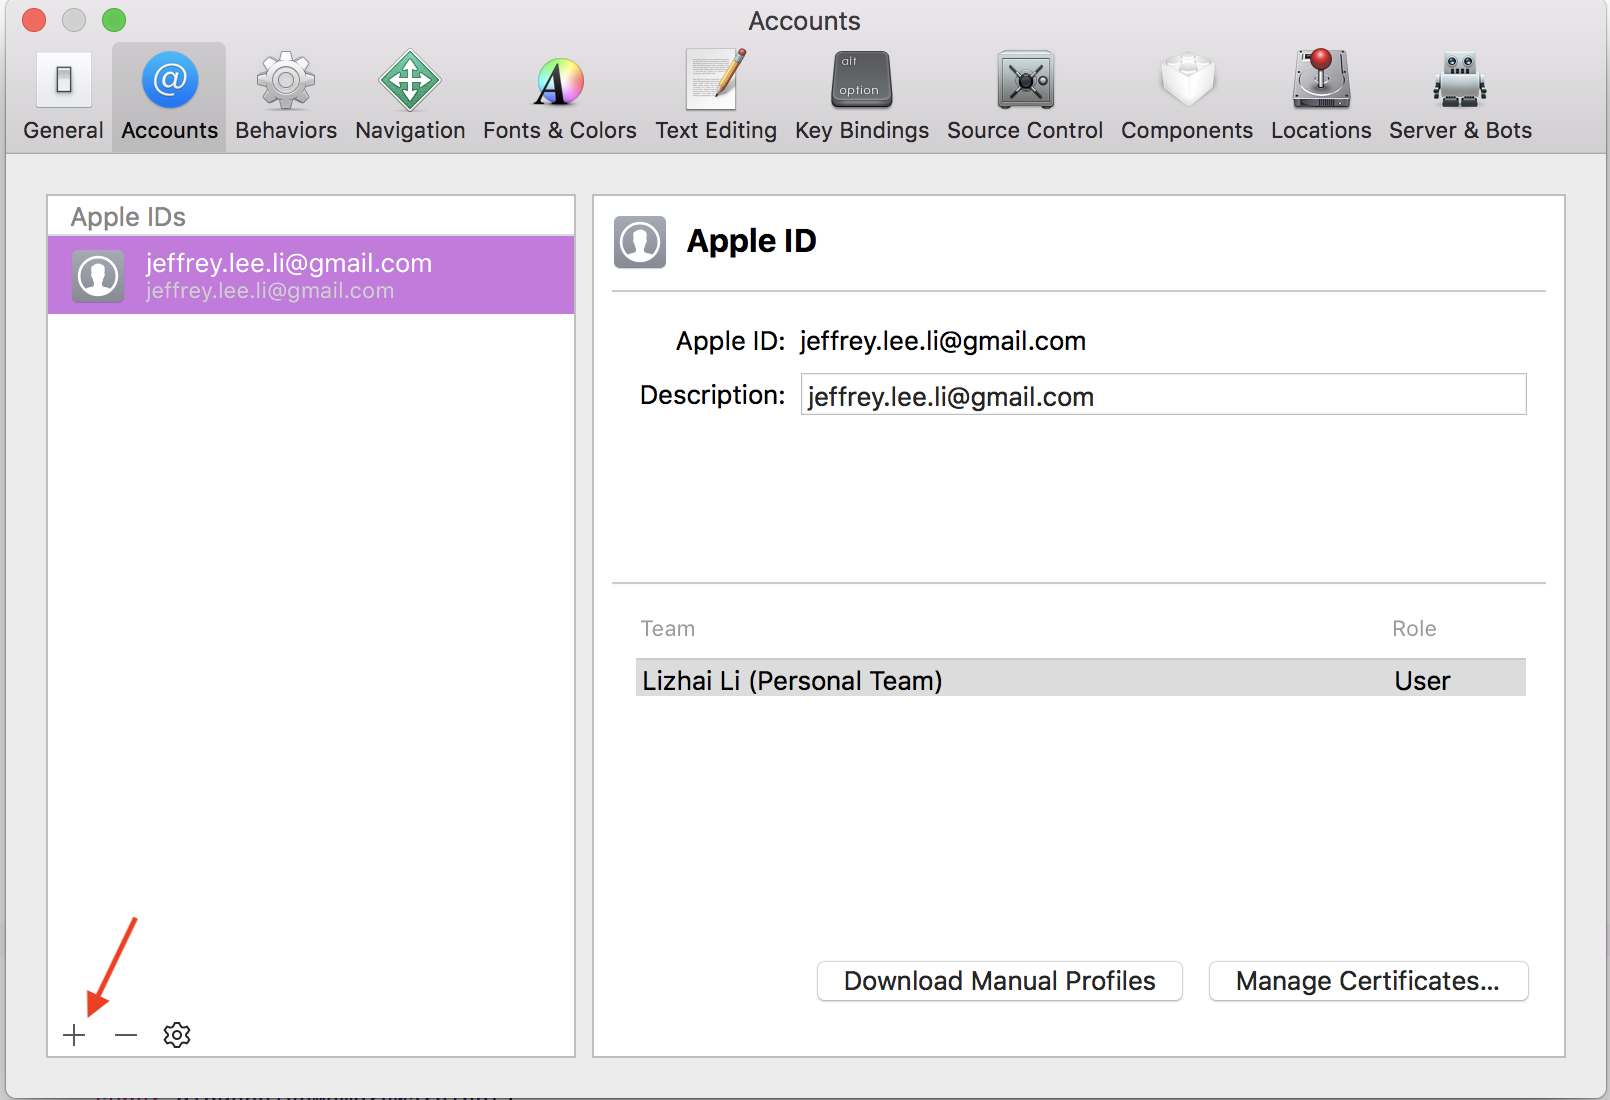 Accounts
alt
option
General Accounts Behaviors Navigation Fonts & Colors Text Editing Key Bindings Source Control Components Locations Server & Bots
Apple IDs
jeffrey.lee.li@gmail.com
jeffrey.lee.li@gmail.com
Apple ID
Apple ID: jeffrey.lee.li@gmail.com
Description: jeffrey.lee.li@gmail.com
Team Role
Lizhai Li (Personal Team) User
Download Manual Profiles Manage Certificates...